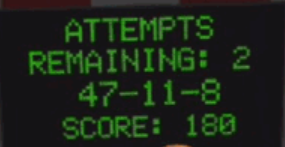 ATTEMPTS
REMAINING: 2
47-11-8
SCORE: 180